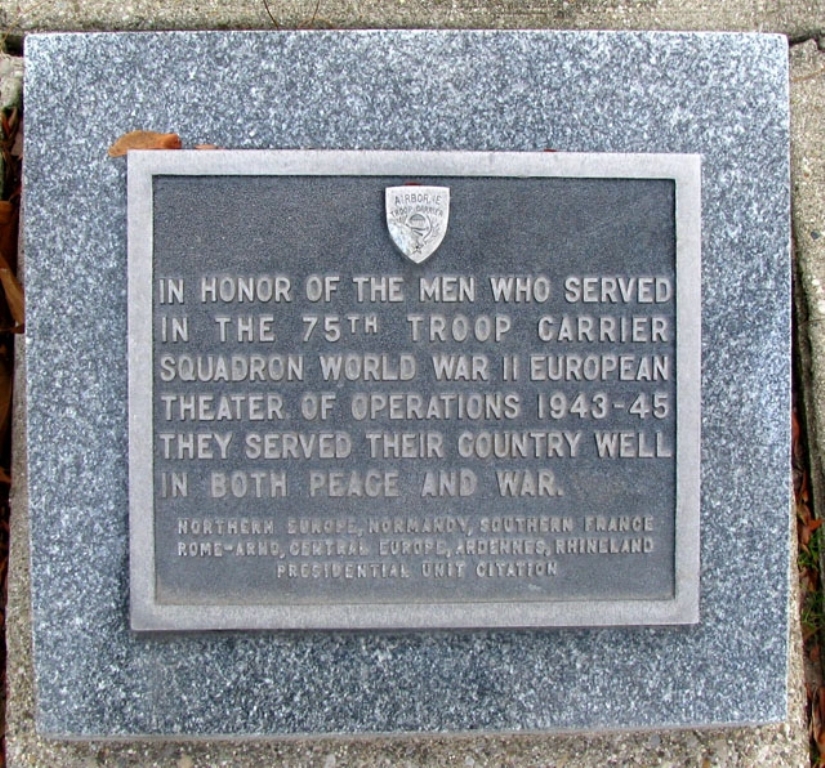 AIRBORNE
TROOP CARRIER
IN HONOR OF THE MEN WHO SERVED
IN THE 75TH TROOP CARRIER
SQUADRON WORLD WAR II EUROPEAN
THEATER OF OPERATIONS 1943-45
THEY SERVED THEIR COUNTRY WELL
IN BOTH PEACE AND WAR.
NORTHERN EUROPE, NORMANDY, SOUTHERN FRANCE
ROME-ARNO, CENTRAL EUROPE, ARDENNES, RHINELAND
PRESIDENTIAL UNIT CITATION